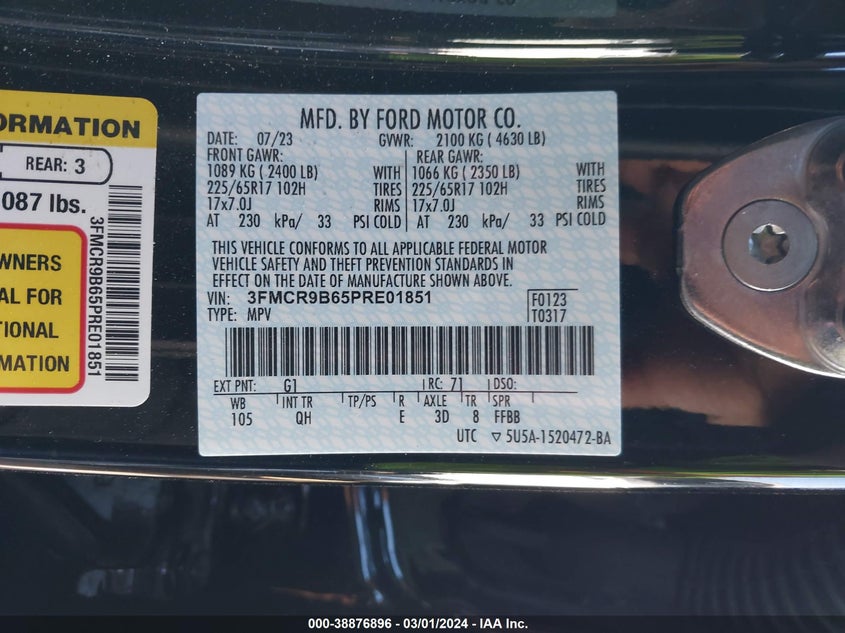 ORMATION
REAR: 3
087 lbs.
WNERS
AL FOR
TIONAL
RMATION
3FMCR9B65PRE01851
MFD. BY FORD MOTOR CO.
DATE: 07/23 GVWR: 2100 KG ( 4630 LB)
FRONT GAWR: REAR GAWR:
1089 KG ( 2400 LB) WITH 1066 KG ( 2350 LB) WITH
225/65R17 102H TIRES 225/65R17 102H TIRES
17x7.0J RIMS 17x7.0J RIMS
AT 230 kPa/ 33 PSI COLD AT 230 kPa/ 33 PSI COLD
THIS VEHICLE CONFORMS TO ALL APPLICABLE FEDERAL MOTOR
VEHICLE SAFETY AND THEFT PREVENTION STANDARDS IN
EFFECT ON THE DATE OF MANUFACTURE SHOWN ABOVE.
VIN: 3FMCR9B65PRE01851 F0123
TYPE: MPV T0317
EXT PNT: G1 RC: 71 DSO:
WB INT TR TP/PS R AXLE TR SPR
105 QH E 3D 8 FFBB
UTC ▽ 5U5A-1520472-BA
000-38876896 — 03/01/2024 — IAA Inc.